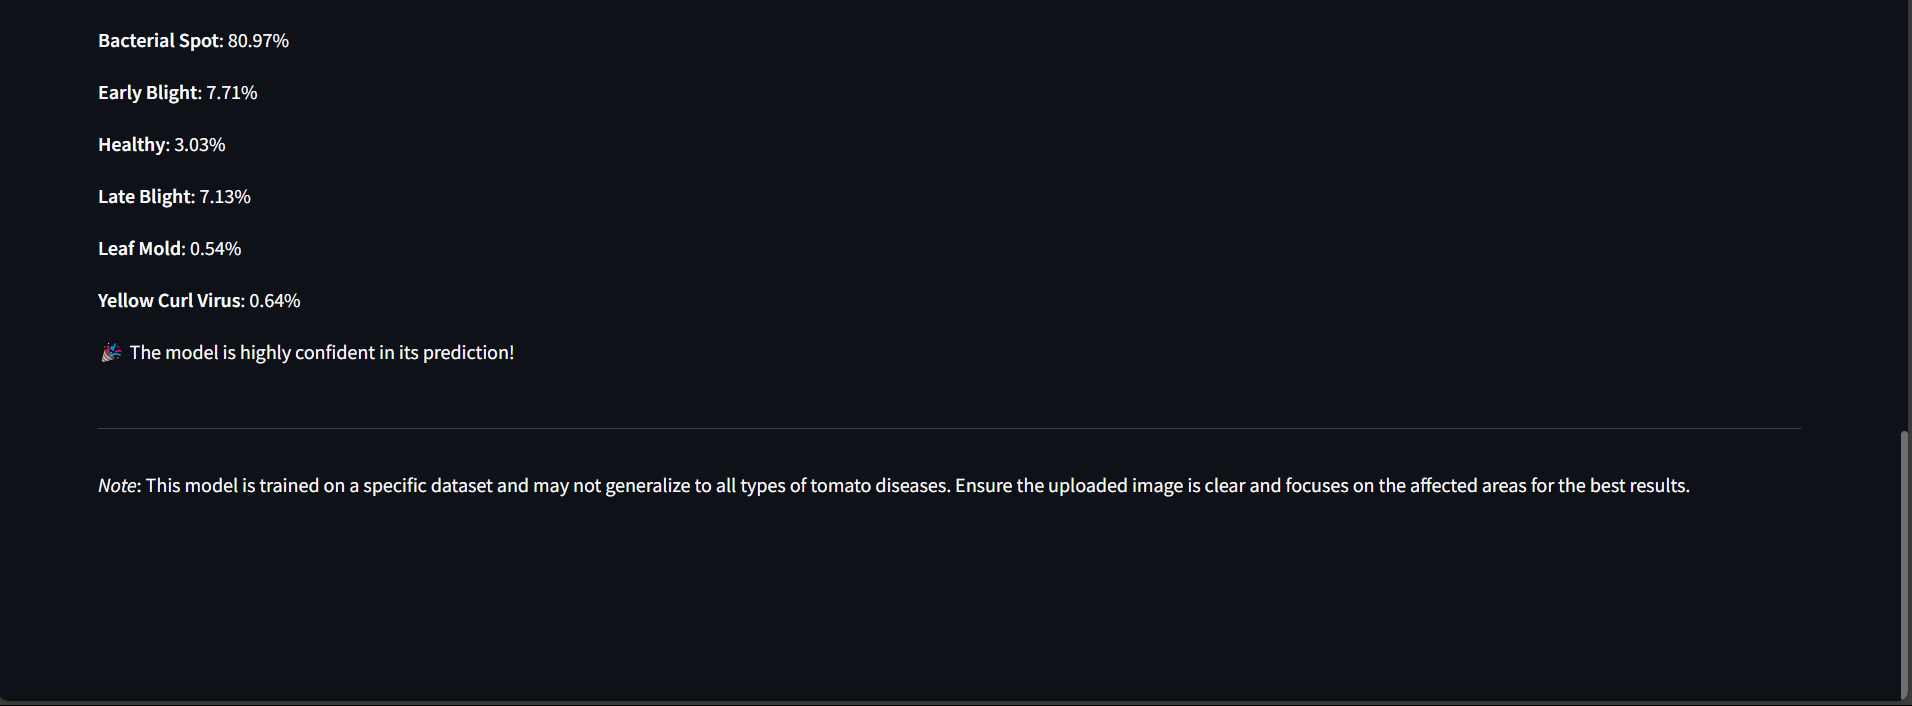 Bacterial Spot: 80.97%
Early Blight: 7.71%
Healthy: 3.03%
Late Blight: 7.13%
Leaf Mold: 0.54%
Yellow Curl Virus: 0.64%
🎉 The model is highly confident in its prediction!
Note: This model is trained on a specific dataset and may not generalize to all types of tomato diseases. Ensure the uploaded image is clear and focuses on the affected areas for the best results.